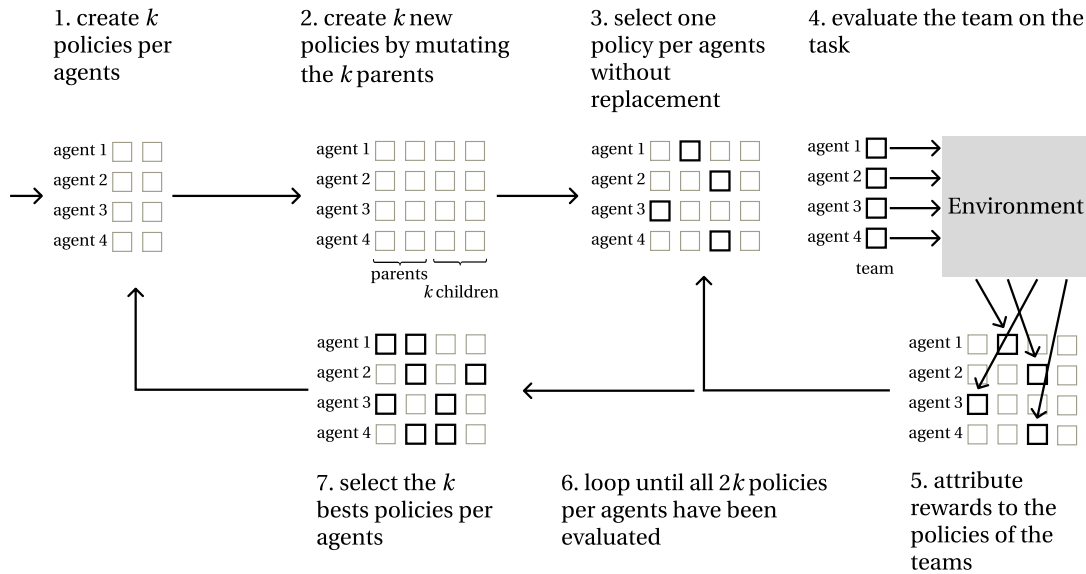 1. create k
policies per
agents
2. create k new
policies by mutating
the k parents
3. select one
policy per agents
without
replacement
4. evaluate the team on the
task
agent 1
agent 2
agent 3
agent 4
agent 1
agent 2
agent 3
agent 4
parents
k children
agent 1
agent 2
agent 3
agent 4
agent 1
agent 2
agent 3
agent 4
team
Environment
agent 1
agent 2
agent 3
agent 4
7. select the k
bests policies per
agents
6. loop until all 2k policies
per agents have been
evaluated
agent 1
agent 2
agent 3
agent 4
5. attribute
rewards to the
policies of the
teams